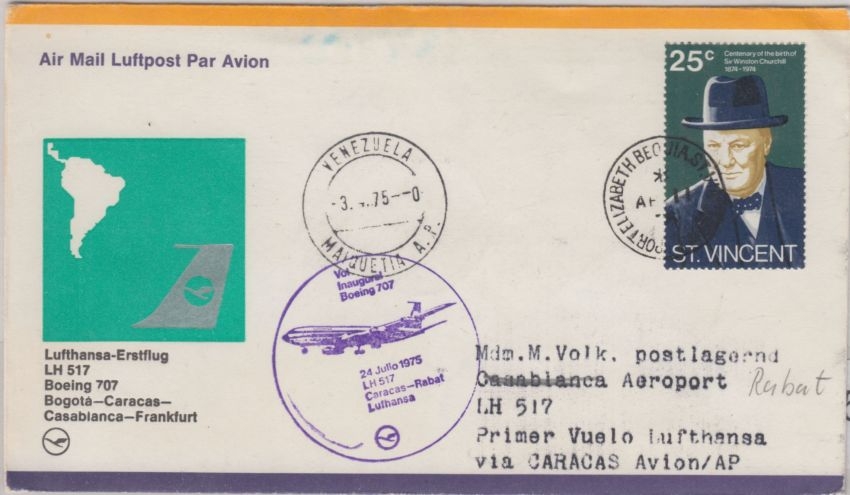 Air Mail Luftpost Par Avion
25c
Centenary of the birth of
Sir Winston Churchill
1874-1974
ST. VINCENT
PORT ELIZABETH BEQUIA. ST.
VENEZUELA
75
MAIQUETIA A.P.
Vol
Inaugural
Boeing 707
24 Julio 1975
LH 517
Caracas-Rabat
Lufthansa
Lufthansa-Erstflug
LH 517
Boeing 707
Bogotá-Caracas-
Casablanca-Frankfurt
Mdm.M.Volk. postlagernd
Casablanca Aeroport Rabat
LH 517
Primer Vuelo Lufthansa
via CARACAS Avion/AP